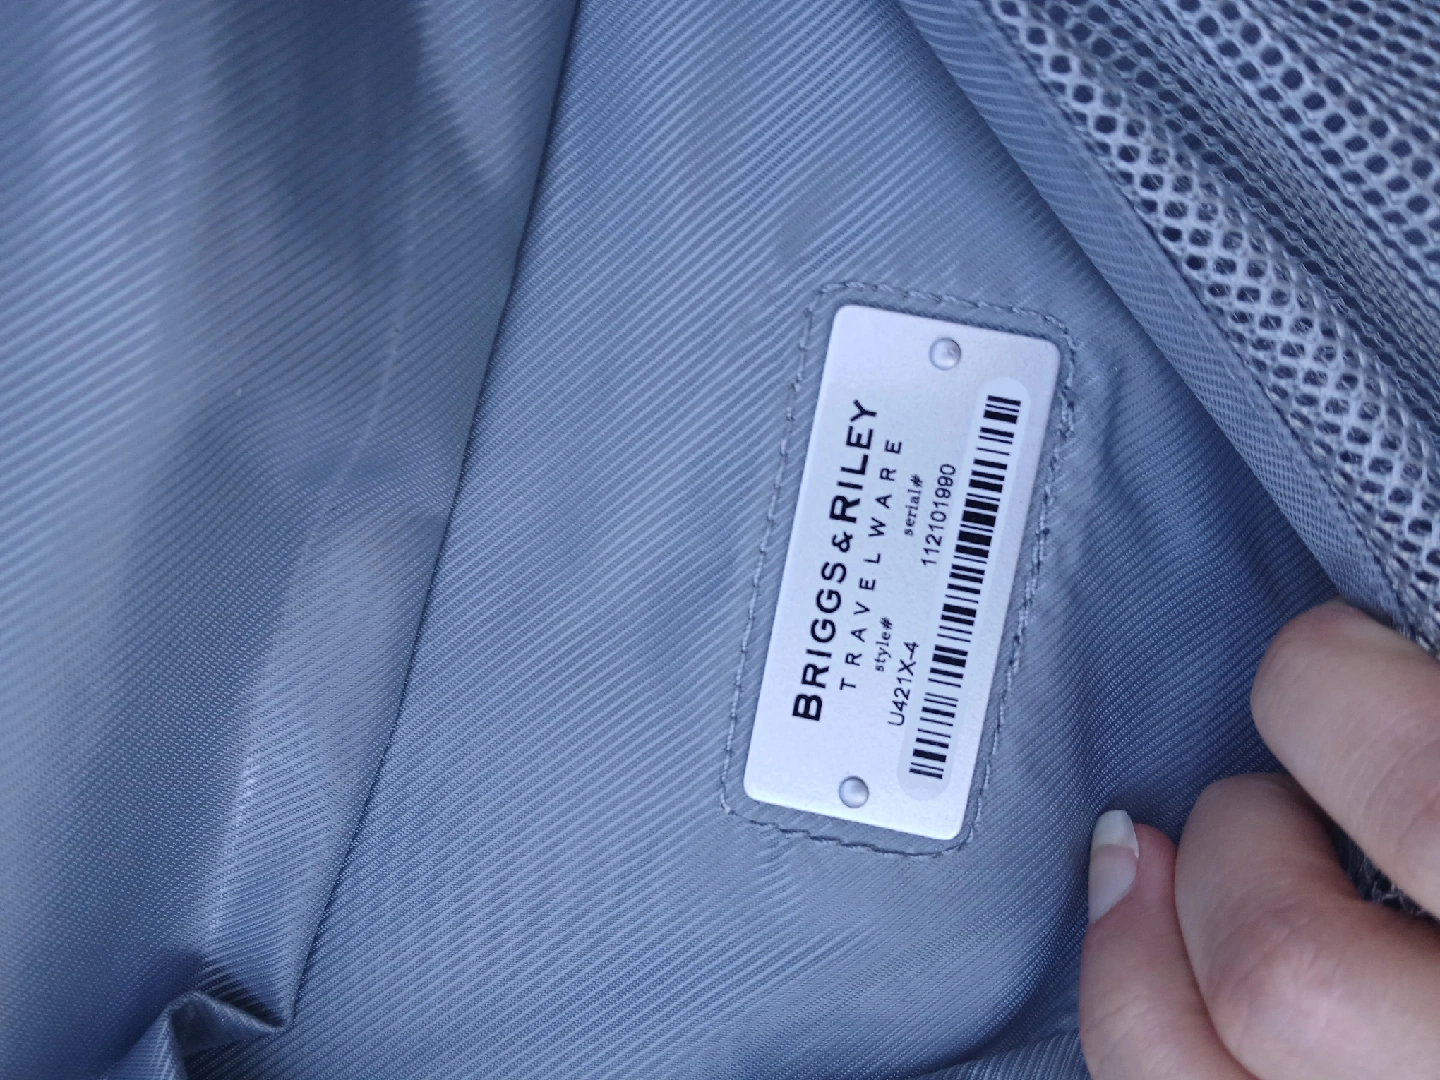 BRIGGS & RILEY
TRAVELWARE
style# serial#
U421X-4 112101990